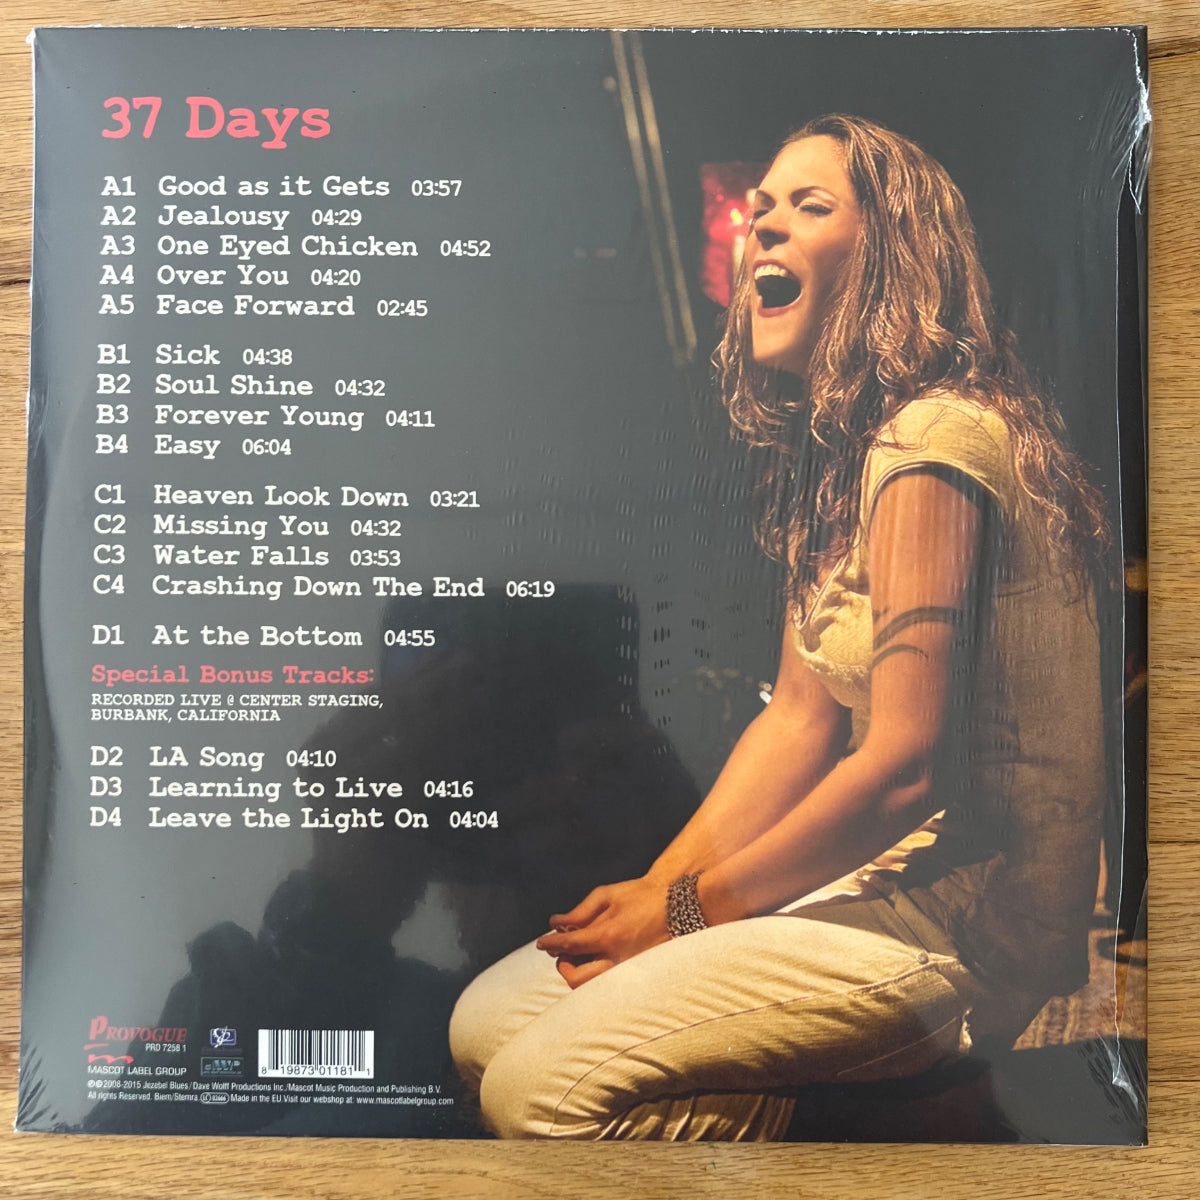 37 Days
A1 Good as it Gets 03:57
A2 Jealousy 04:29
A3 One Eyed Chicken 04:52
A4 Over You 04:20
A5 Face Forward 02:45
B1 Sick 04:38
B2 Soul Shine 04:32
B3 Forever Young 04:11
B4 Easy 06:04
C1 Heaven Look Down 03:21
C2 Missing You 04:32
C3 Water Falls 03:53
C4 Crashing Down The End 06:19
D1 At the Bottom 04:55
Special Bonus Tracks:
RECORDED LIVE @ CENTER STAGING,
BURBANK, CALIFORNIA
D2 LA Song 04:10
D3 Learning to Live 04:16
D4 Leave the Light On 04:04
PROVOGUE
PRD 7258 1
MASCOT LABEL GROUP
8 19873 01181 1
℗©2008-2015 Jezebel Blues/Dave Wolff Productions Inc./Mascot Music Production and Publishing B.V.
All rights Reserved. Biem/Stemra. LC 02666 Made in the EU Visit our webshop at: www.mascotlabelgroup.com